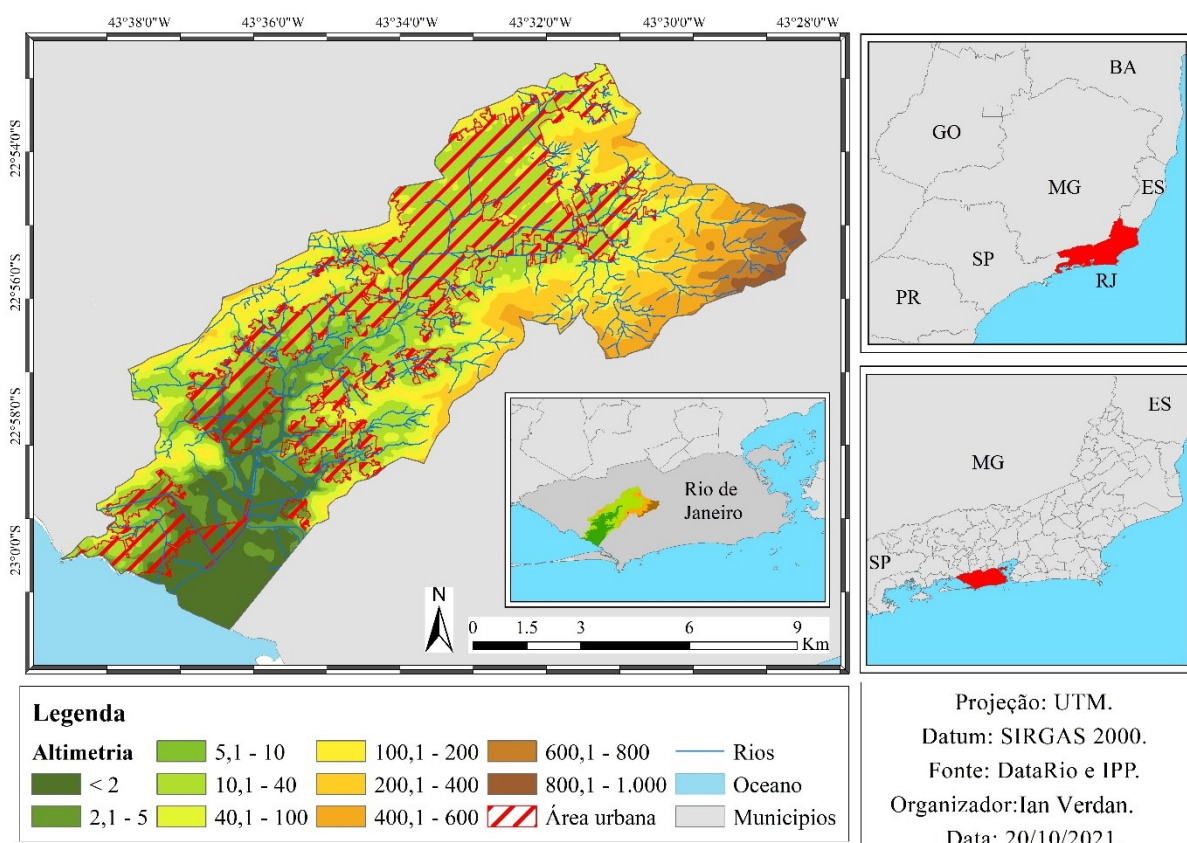 43°38'0"W 43°36'0"W 43°34'0"W 43°32'0"W 43°30'0"W 43°28'0"W
22°54'0"S
22°56'0"S
22°58'0"S
23°0'0"S
Rio de
Janeiro
N
0 1.5 3 6 9
Km
BA
GO
MG
ES
SP
RJ
PR
ES
MG
SP
Legenda
Altimetria
< 2
2,1 - 5
5,1 - 10
10,1 - 40
40,1 - 100
100,1 - 200
200,1 - 400
400,1 - 600
600,1 - 800
800,1 - 1.000
Área urbana
Rios
Oceano
Municipios
Projeção: UTM.
Datum: SIRGAS 2000.
Fonte: DataRio e IPP.
Organizador:Ian Verdan.
Data: 20/10/2021.